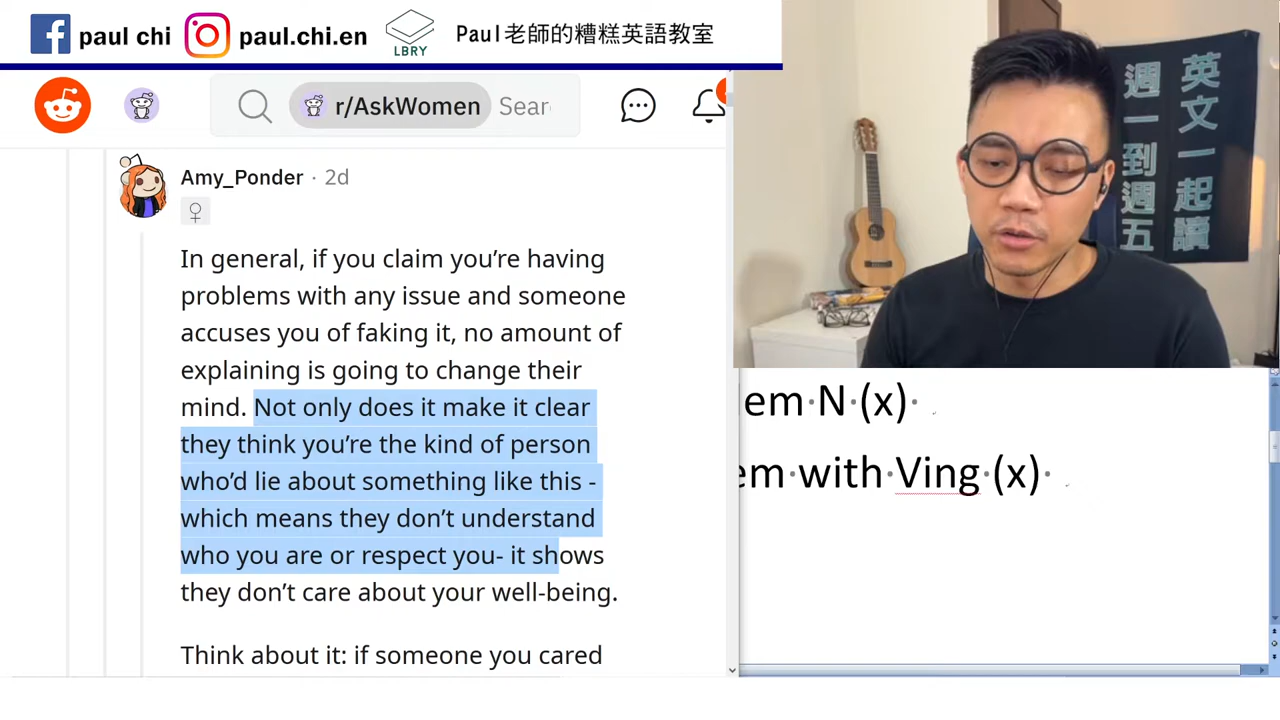 paul chi
paul.chi.en
LBRY
Paul老師的糟糕英語教室
r/AskWomen
Sear
Amy_Ponder · 2d
In general, if you claim you’re having
problems with any issue and someone
accuses you of faking it, no amount of
explaining is going to change their
mind. Not only does it make it clear
they think you’re the kind of person
who’d lie about something like this -
which means they don’t understand
who you are or respect you- it shows
they don’t care about your well-being.
Think about it: if someone you cared
英文一起讀
週一到週五
lem N (x)
em with Ving (x)